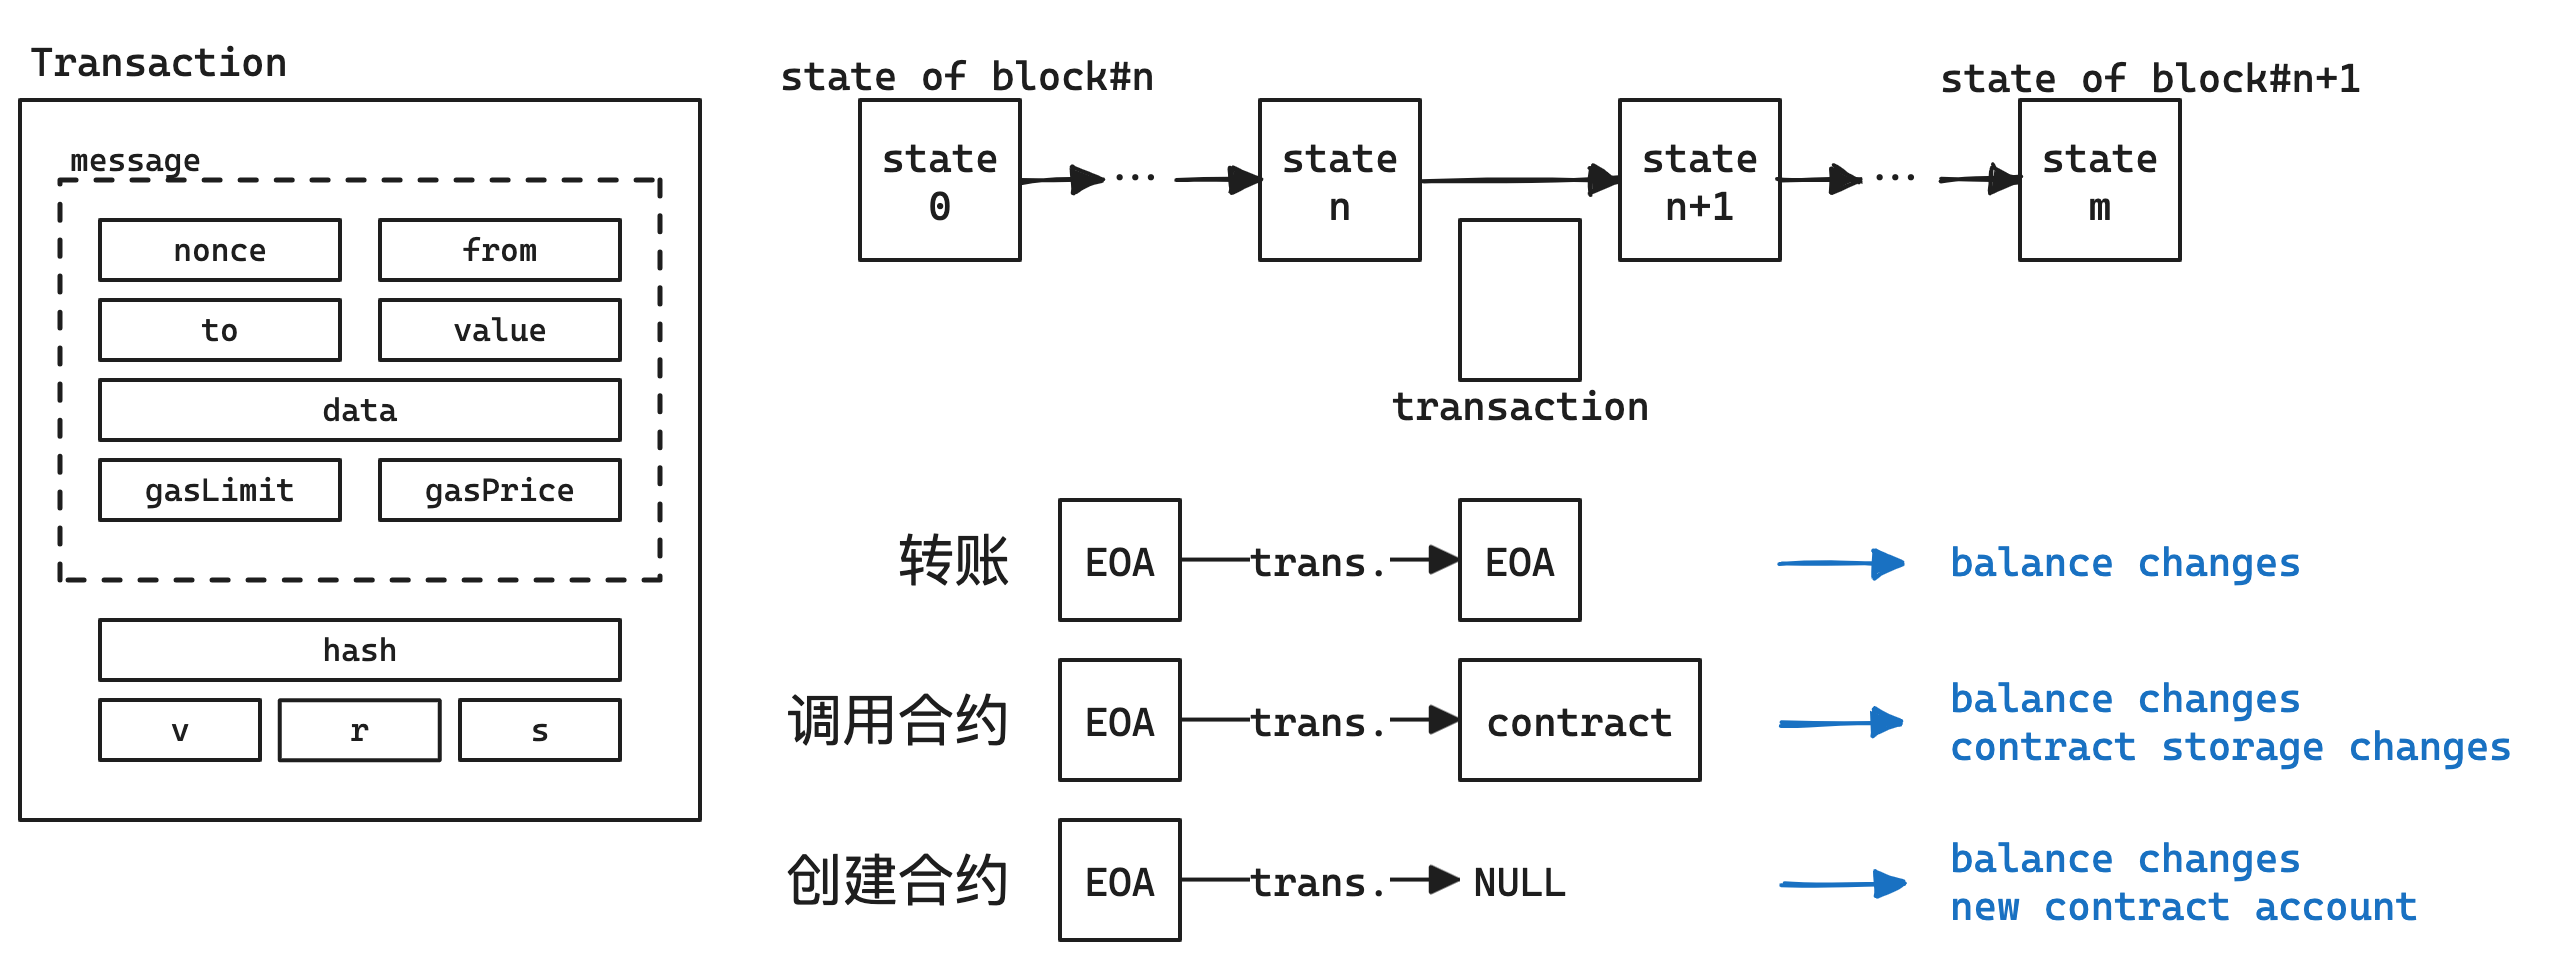 Transaction
message
nonce
from
to
value
data
gasLimit
gasPrice
hash
v
r
s
state of block#n
state of block#n+1
state
0
...
state
n
state
n+1
...
state
m
transaction
转账
EOA
trans.
EOA
balance changes
调用合约
EOA
trans.
contract
balance changes
contract storage changes
创建合约
EOA
trans.
NULL
balance changes
new contract account